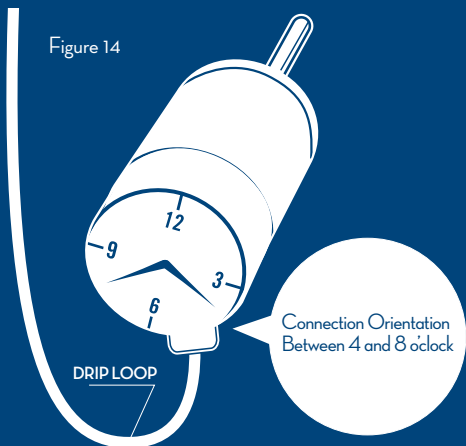 Figure 14
12
9
3
6
Connection Orientation
Between 4 and 8 o'clock
DRIP LOOP